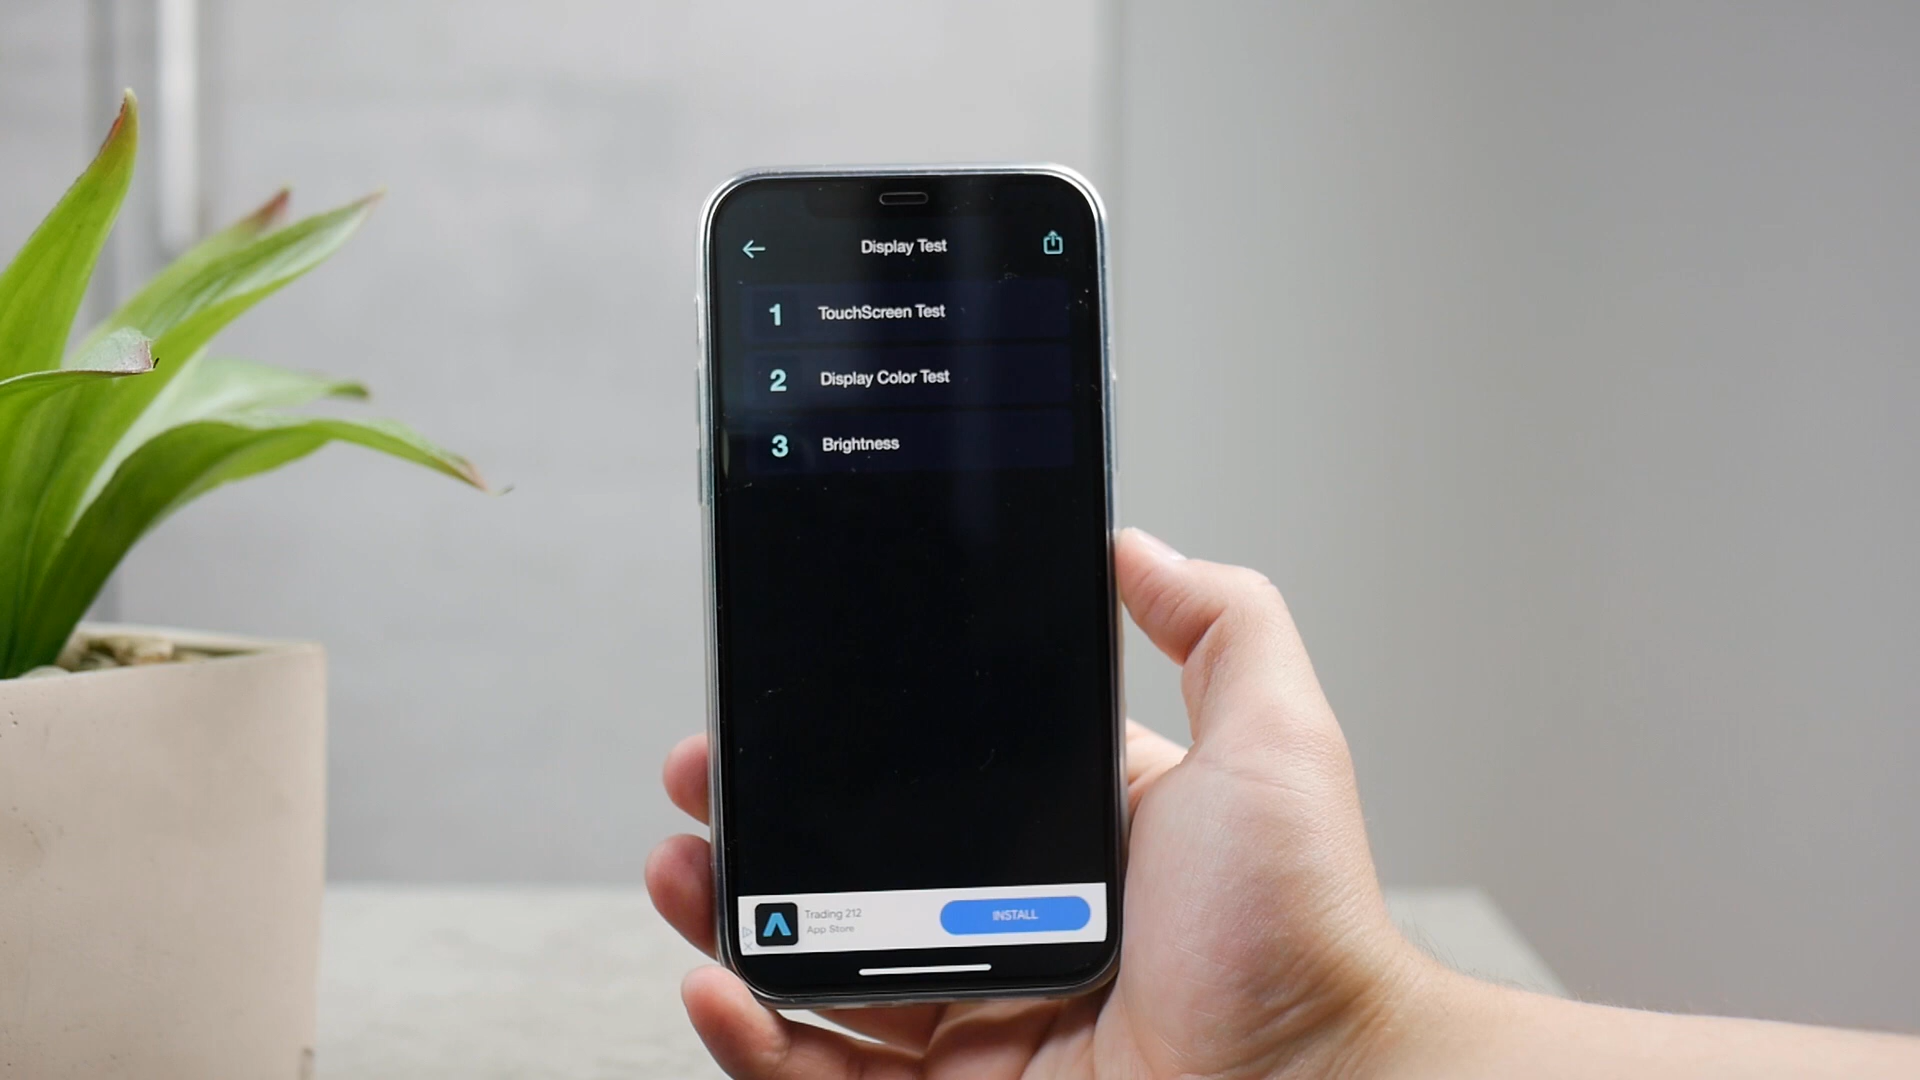 Display Test
1 TouchScreen Test
2 Display Color Test
3 Brightness
Trading 212
App Store
INSTALL